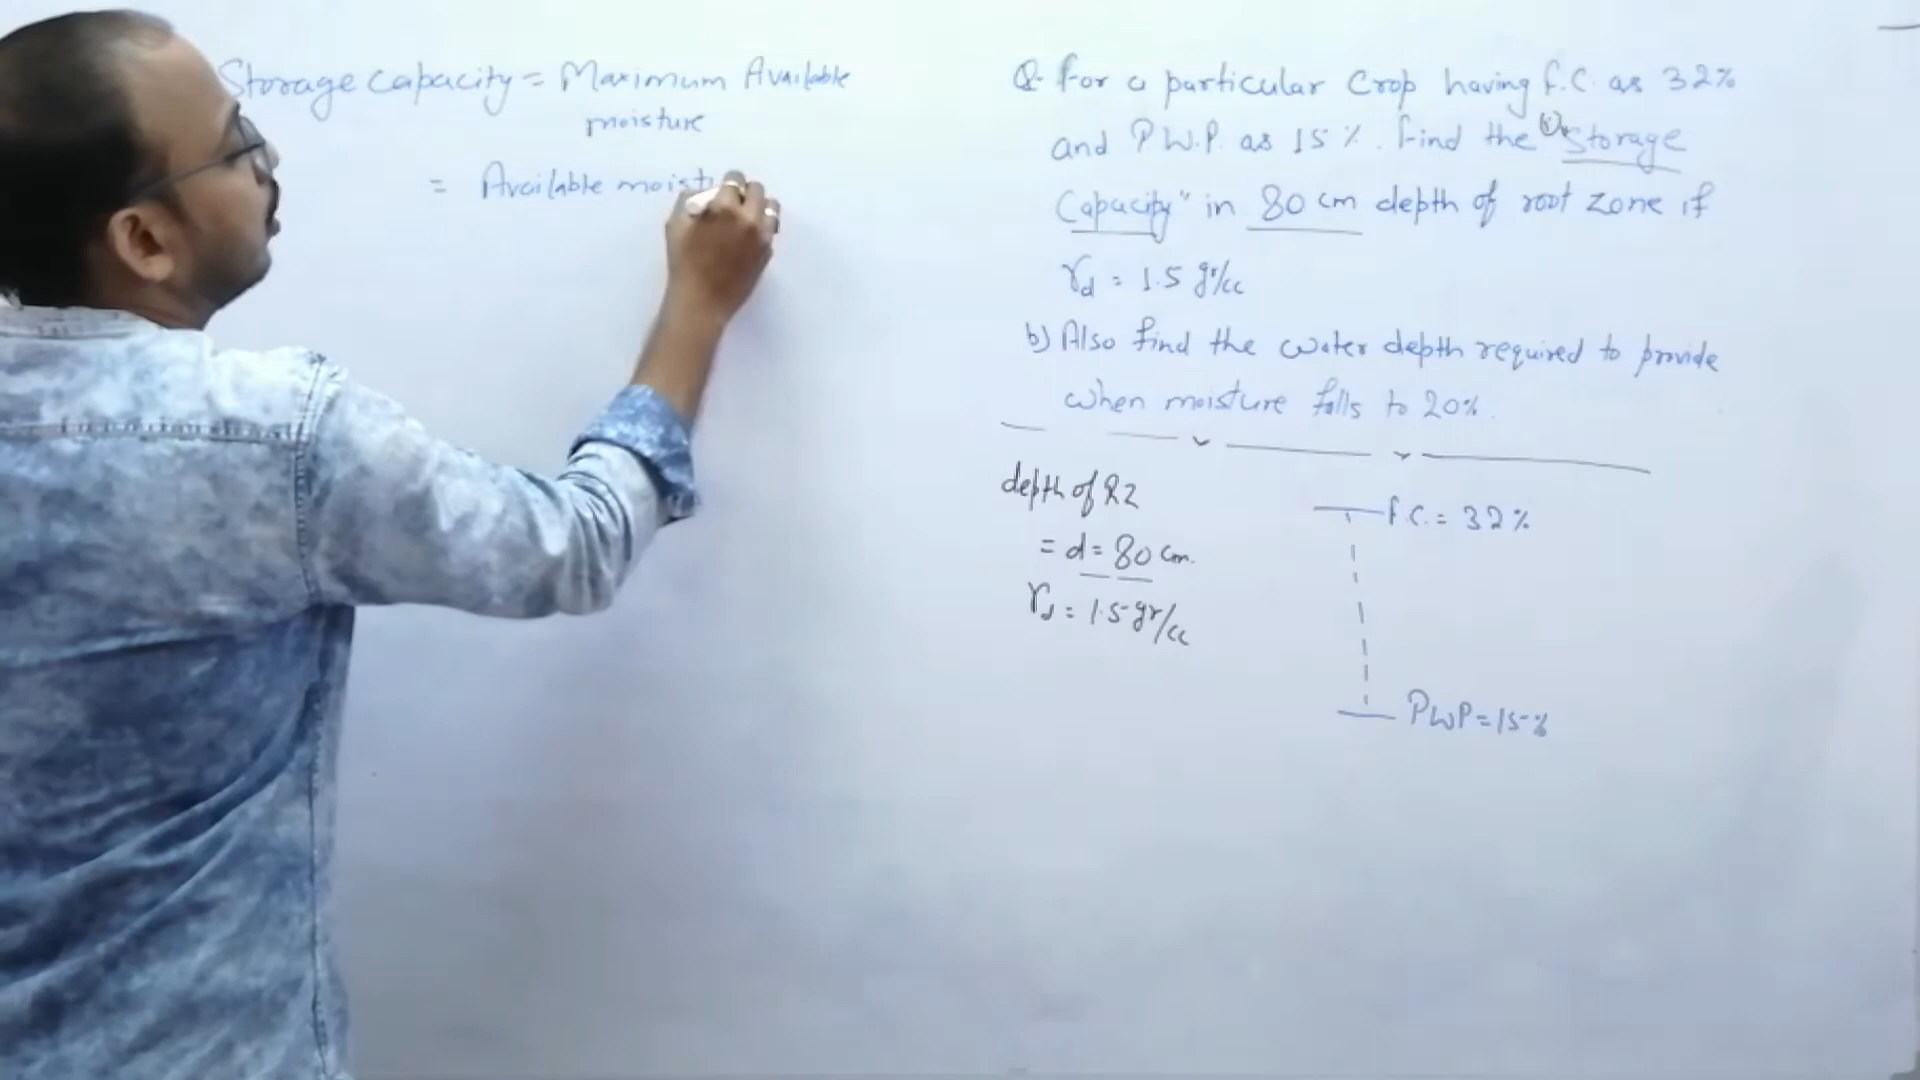 Storage capacity = Maximum Available
moisture
= Available moistu
Q- For a particular Crop having F.C. as 32%
and P.W.P. as 15%. Find the "Storage
Capacity" in 80 cm depth of root zone if
γd = 1.5 gr/cc
b) Also find the water depth required to provide
when moisture falls to 20%.
depth of RZ
= d = 80 cm.
γd = 1.5 gr/cc
F.C. = 32%
PWP = 15%